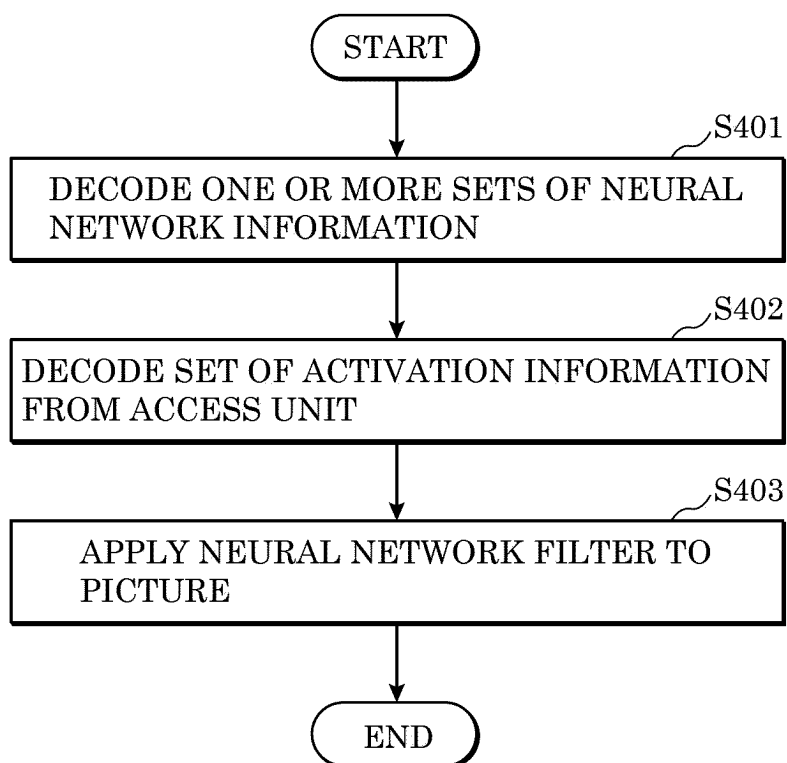 START
S401
DECODE ONE OR MORE SETS OF NEURAL
NETWORK INFORMATION
S402
DECODE SET OF ACTIVATION INFORMATION
FROM ACCESS UNIT
S403
APPLY NEURAL NETWORK FILTER TO
PICTURE
END